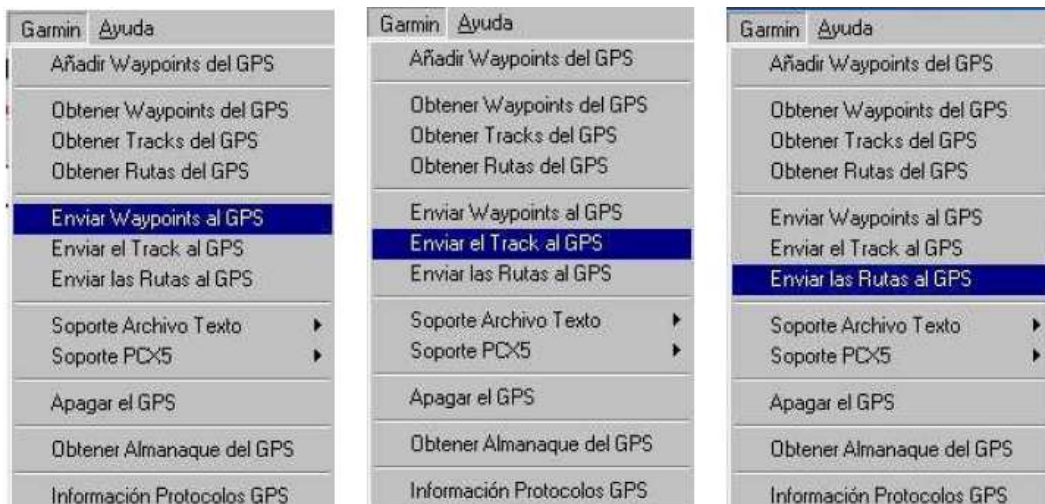 Garmin Ayuda
Añadir Waypoints del GPS
Obtener Waypoints del GPS
Obtener Tracks del GPS
Obtener Rutas del GPS
Enviar Waypoints al GPS
Enviar el Track al GPS
Enviar las Rutas al GPS
Soporte Archivo Texto
Soporte PCX5
Apagar el GPS
Obtener Almanaque del GPS
Información Protocolos GPS
Garmin Ayuda
Añadir Waypoints del GPS
Obtener Waypoints del GPS
Obtener Tracks del GPS
Obtener Rutas del GPS
Enviar Waypoints al GPS
Enviar el Track al GPS
Enviar las Rutas al GPS
Soporte Archivo Texto
Soporte PCX5
Apagar el GPS
Obtener Almanaque del GPS
Información Protocolos GPS
Garmin Ayuda
Añadir Waypoints del GPS
Obtener Waypoints del GPS
Obtener Tracks del GPS
Obtener Rutas del GPS
Enviar Waypoints al GPS
Enviar el Track al GPS
Enviar las Rutas al GPS
Soporte Archivo Texto
Soporte PCX5
Apagar el GPS
Obtener Almanaque del GPS
Información Protocolos GPS